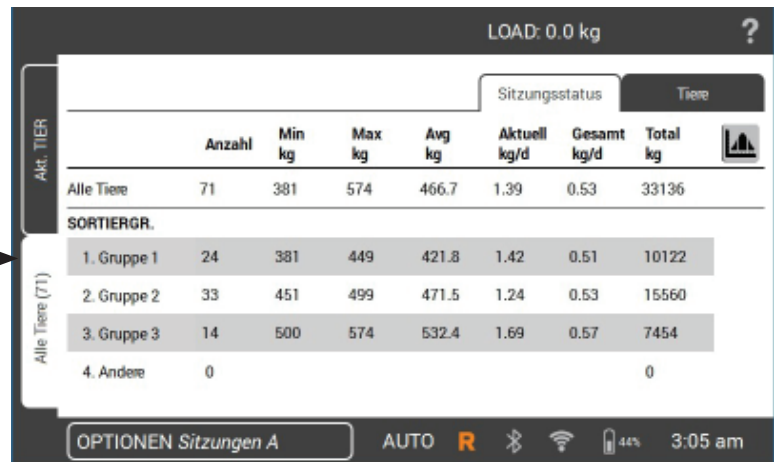 LOAD: 0.0 kg ?
Sitzungsstatus Tiere
Akt. TIER
Anzahl Min kg Max kg Avg kg Aktuell kg/d Gesamt kg/d Total kg
Alle Tiere 71 381 574 466.7 1.39 0.53 33136
SORTIERGR.
1. Gruppe 1 24 381 449 421.8 1.42 0.51 10122
2. Gruppe 2 33 451 499 471.5 1.24 0.53 15560
3. Gruppe 3 14 500 574 532.4 1.69 0.57 7454
4. Andere 0 0
Alle Tiere (71)
OPTIONEN Sitzungen A AUTO R 44% 3:05 am